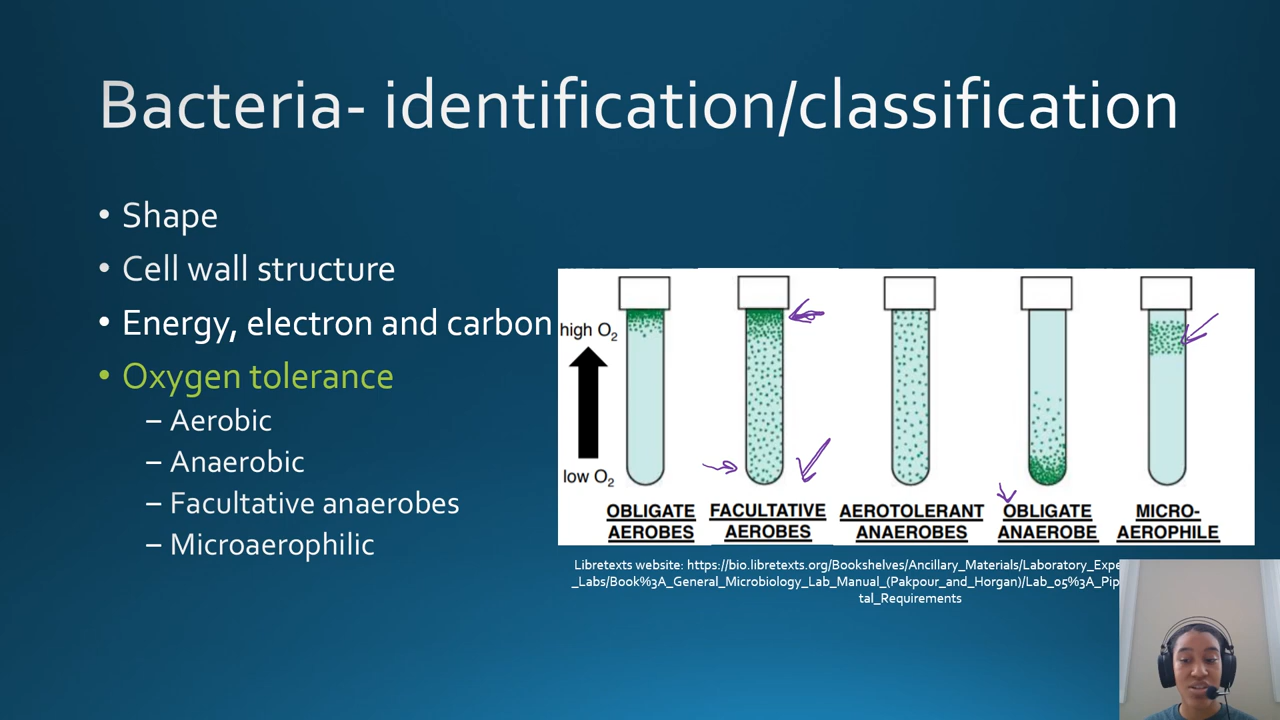 Bacteria- identification/classification
• Shape
• Cell wall structure
• Energy, electron and carbon
• Oxygen tolerance
– Aerobic
– Anaerobic
– Facultative anaerobes
– Microaerophilic
high O2
low O2
OBLIGATE
AEROBES
FACULTATIVE
AEROBES
AEROTOLERANT
ANAEROBES
OBLIGATE
ANAEROBE
MICRO-
AEROPHILE
Libretexts website: https://bio.libretexts.org/Bookshelves/Ancillary_Materials/Laboratory_Expe
_Labs/Book%3A_General_Microbiology_Lab_Manual_(Pakpour_and_Horgan)/Lab_05%3A_Pip
tal_Requirements